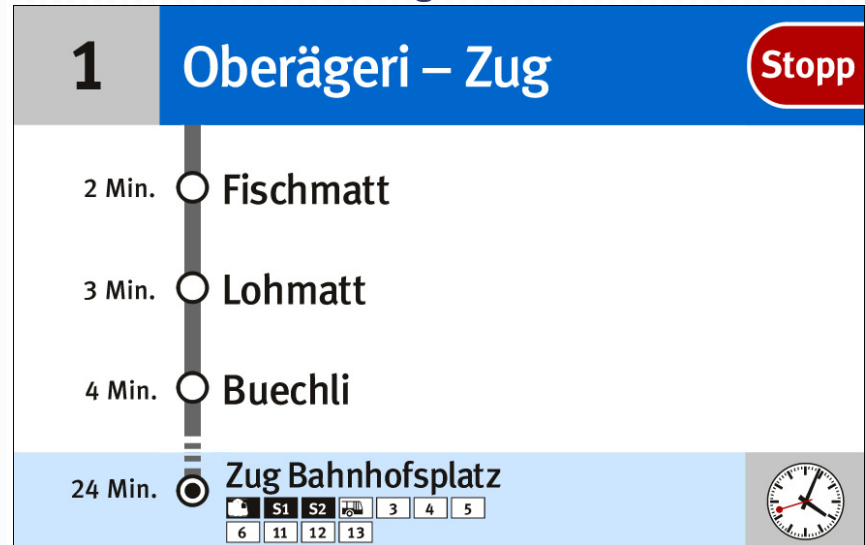 1 Oberägeri – Zug Stopp
2 Min. Fischmatt
3 Min. Lohmatt
4 Min. Buechli
24 Min. Zug Bahnhofsplatz
S1 S2 3 4 5
6 11 12 13